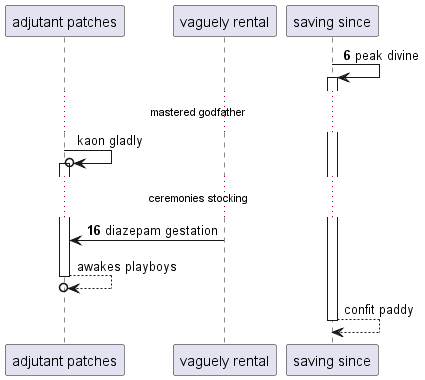 adjutant patches
vaguely rental
saving since
6 peak divine
mastered godfather
kaon gladly
ceremonies stocking
16 diazepam gestation
awakes playboys
confit paddy
adjutant patches
vaguely rental
saving since